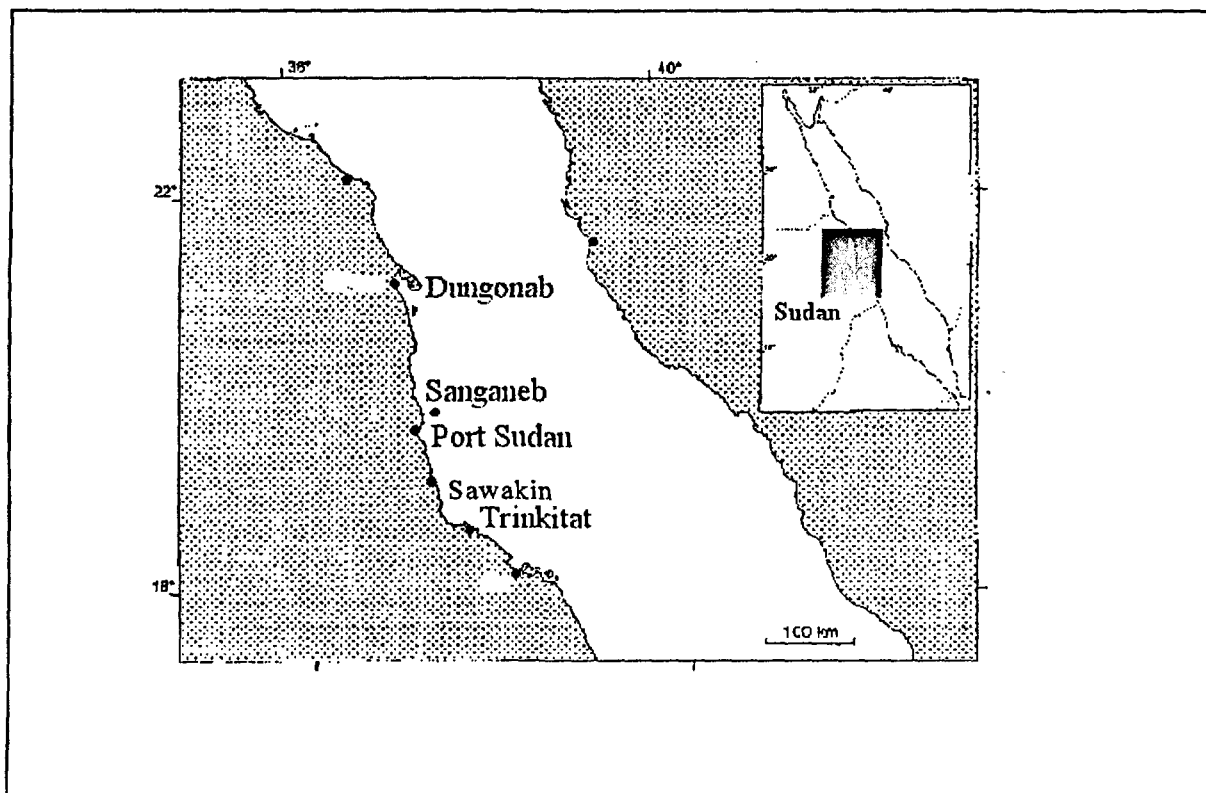 36°
40°
22°
Dungonab
Sanganeb
Port Sudan
Sawakin
Trinkitat
18°
100 km
Sudan